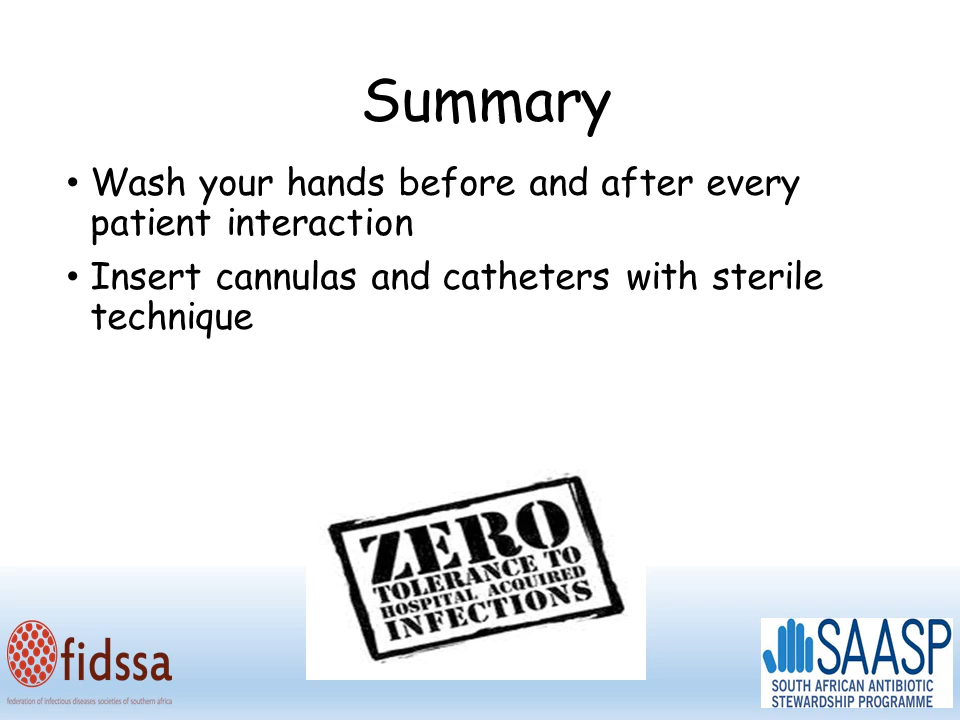 Summary
• Wash your hands before and after every
patient interaction
• Insert cannulas and catheters with sterile
technique
ZERO
TOLERANCE TO
HOSPITAL ACQUIRED
INFECTIONS
fidssa
federation of infectious diseases societies of southern africa
SAASP
SOUTH AFRICAN ANTIBIOTIC
STEWARDSHIP PROGRAMME